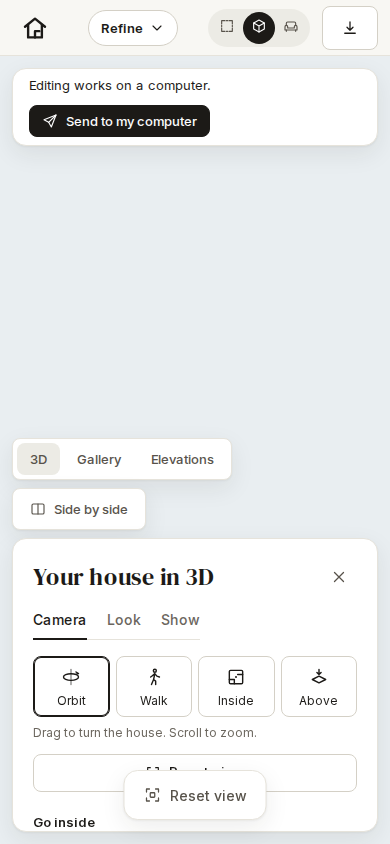 Refine
Editing works on a computer.
Send to my computer
3D Gallery Elevations
Side by side
Your house in 3D
Camera Look Show
Orbit Walk Inside Above
Drag to turn the house. Scroll to zoom.
Reset view
Go inside